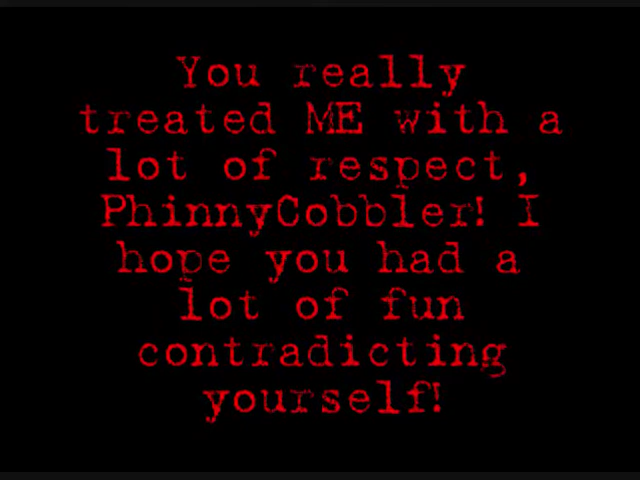 You really
treated ME with a
lot of respect,
PhinnyCobbler! I
hope you had a
lot of fun
contradicting
yourself!